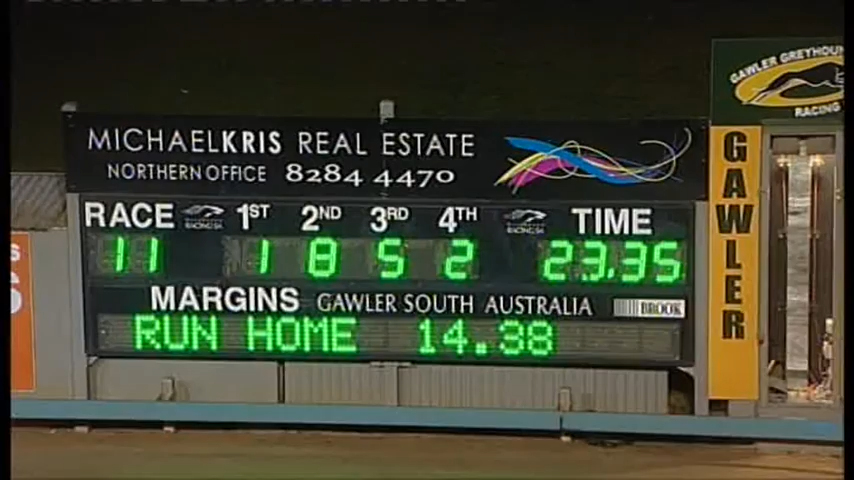 GAWLER GREYHOUN
RACING
MICHAELKRIS REAL ESTATE
NORTHERN OFFICE 8284 4470
RACE 1ST 2ND 3RD 4TH TIME
11 1 8 5 2 23.35
MARGINS GAWLER SOUTH AUSTRALIA BROOK
RUN HOME 14.38
GAWLER
S
S